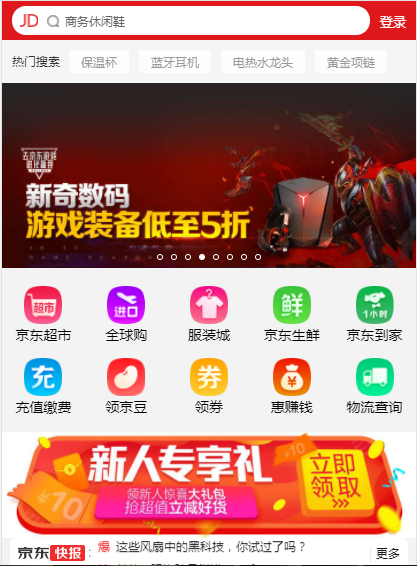 JD 商务休闲鞋 登录
热门搜索 保温杯 蓝牙耳机 电热水龙头 黄金项链
新奇数码
游戏装备低至5折
京东超市 全球购 服装城 京东生鲜 京东到家
充值缴费 领京豆 领券 惠赚钱 物流查询
超市 进口 鲜 1小时
充 券
新人专享礼
领新人惊喜大礼包
抢超值立减好货
立即
领取
¥10
京东快报： 爆 这些风扇中的黑科技，你试过了吗？ 更多